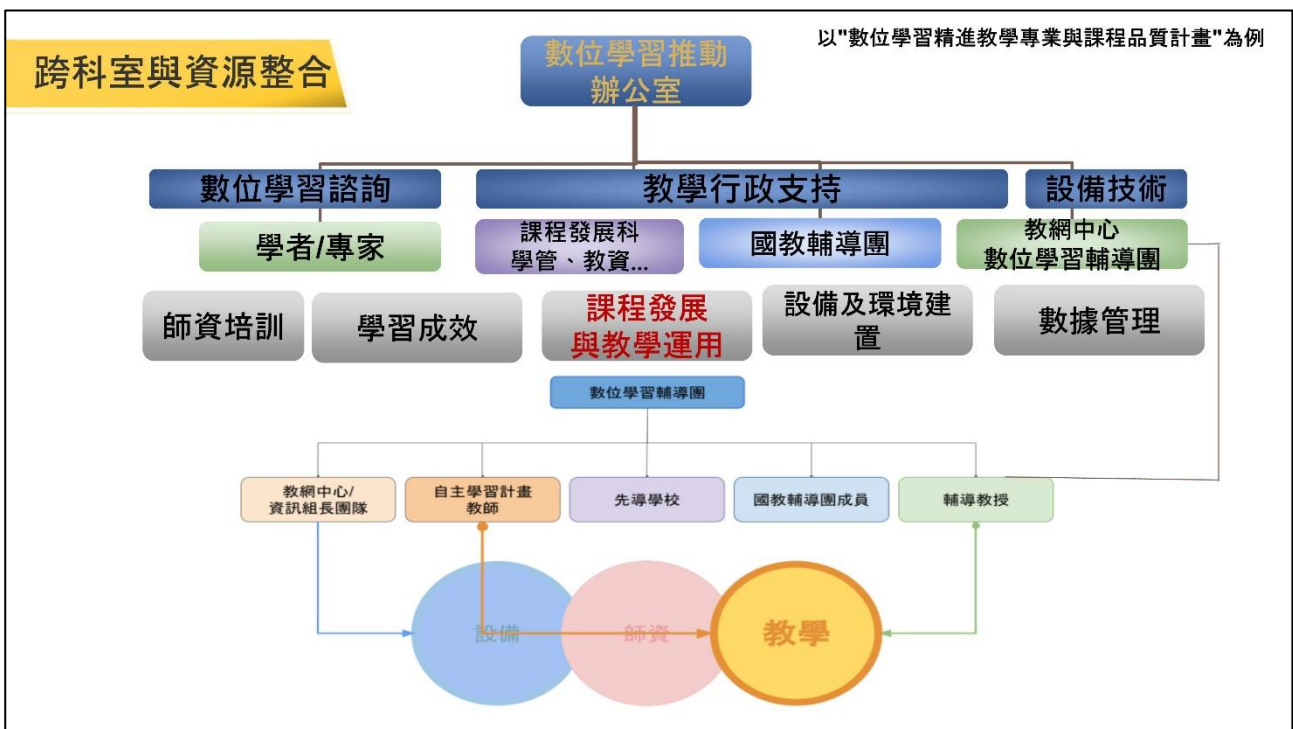 以"數位學習精進教學專業與課程品質計畫"為例
跨科室與資源整合
數位學習推動
辦公室
數位學習諮詢
教學行政支持
設備技術
學者/專家
課程發展科
學管、教資...
國教輔導團
教網中心
數位學習輔導團
師資培訓
學習成效
課程發展
與教學運用
設備及環境建
置
數據管理
數位學習輔導團
教網中心/
資訊組長團隊
自主學習計畫
教師
先導學校
國教輔導團成員
輔導教授
設備
師資
教學